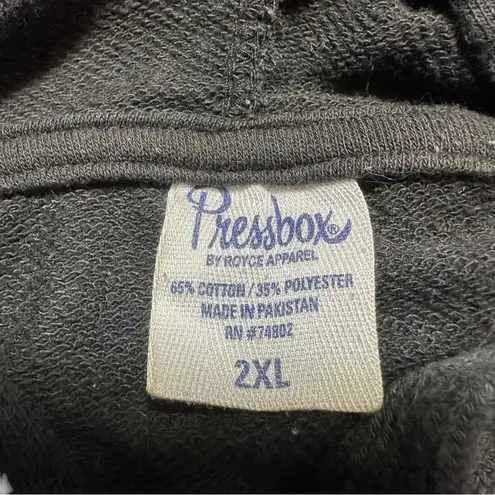 Pressbox®
BY ROYCE APPAREL
65% COTTON / 35% POLYESTER
MADE IN PAKISTAN
RN #74802
2XL